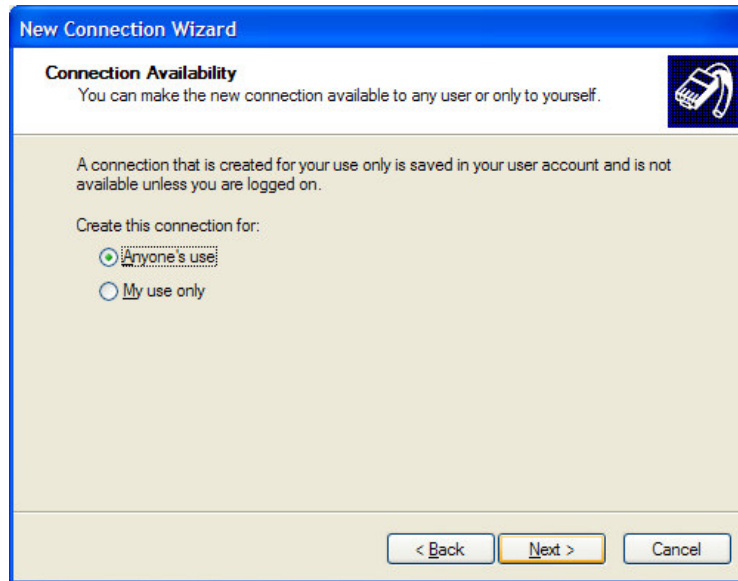 New Connection Wizard
Connection Availability
You can make the new connection available to any user or only to yourself.
A connection that is created for your use only is saved in your user account and is not
available unless you are logged on.
Create this connection for:
Anyone's use
My use only
< Back
Next >
Cancel